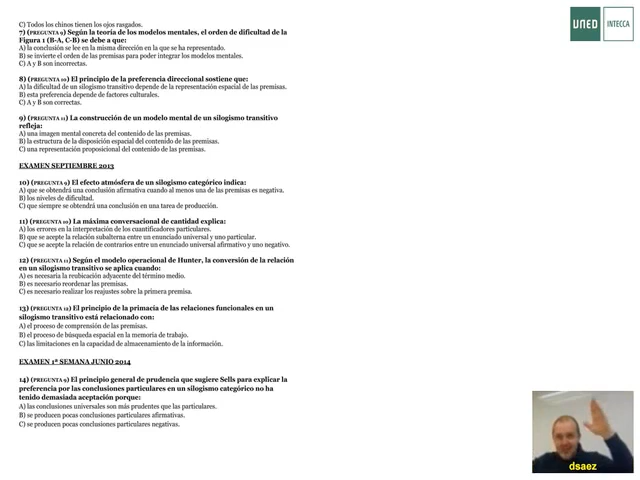 C) Todos los chinos tienen los ojos rasgados.
7) (PREGUNTA 9) Según la teoría de los modelos mentales, el orden de dificultad de la
Figura 1 (B-A, C-B) se debe a que:
A) la conclusión se lee en la misma dirección en la que se ha representado.
B) se invierte el orden de las premisas para poder integrar los modelos mentales.
C) A y B son incorrectas.
8) (PREGUNTA 10) El principio de la preferencia direccional sostiene que:
A) la dificultad de un silogismo transitivo depende de la representación espacial de las premisas.
B) esta preferencia depende de factores culturales.
C) A y B son correctas.
9) (PREGUNTA 11) La construcción de un modelo mental de un silogismo transitivo
refleja:
A) una imagen mental concreta del contenido de las premisas.
B) la estructura de la disposición espacial del contenido de las premisas.
C) una representación proposicional del contenido de las premisas.
EXAMEN SEPTIEMBRE 2013
10) (PREGUNTA 9) El efecto atmósfera de un silogismo categórico indica:
A) que se obtendrá una conclusión afirmativa cuando al menos una de las premisas es negativa.
B) los niveles de dificultad.
C) que siempre se obtendrá una conclusión en una tarea de producción.
11) (PREGUNTA 10) La máxima conversacional de cantidad explica:
A) los errores en la interpretación de los cuantificadores particulares.
B) que se acepte la relación subalterna entre un enunciado universal y uno particular.
C) que se acepte la relación de contrarios entre un enunciado universal afirmativo y uno negativo.
12) (PREGUNTA 11) Según el modelo operacional de Hunter, la conversión de la relación
en un silogismo transitivo se aplica cuando:
A) es necesaria la reubicación adyacente del término medio.
B) es necesario reordenar las premisas.
C) es necesario realizar los reajustes sobre la primera premisa.
13) (PREGUNTA 12) El principio de la primacía de las relaciones funcionales en un
silogismo transitivo está relacionado con:
A) el proceso de comprensión de las premisas.
B) el proceso de búsqueda espacial en la memoria de trabajo.
C) las limitaciones en la capacidad de almacenamiento de la información.
EXAMEN 1ª SEMANA JUNIO 2014
14) (PREGUNTA 9) El principio general de prudencia que sugiere Sells para explicar la
preferencia por las conclusiones particulares en un silogismo categórico no ha
tenido demasiada aceptación porque:
A) las conclusiones universales son más prudentes que las particulares.
B) se producen pocas conclusiones particulares afirmativas.
C) se producen pocas conclusiones particulares negativas.
UNED INTECCA
dsaez